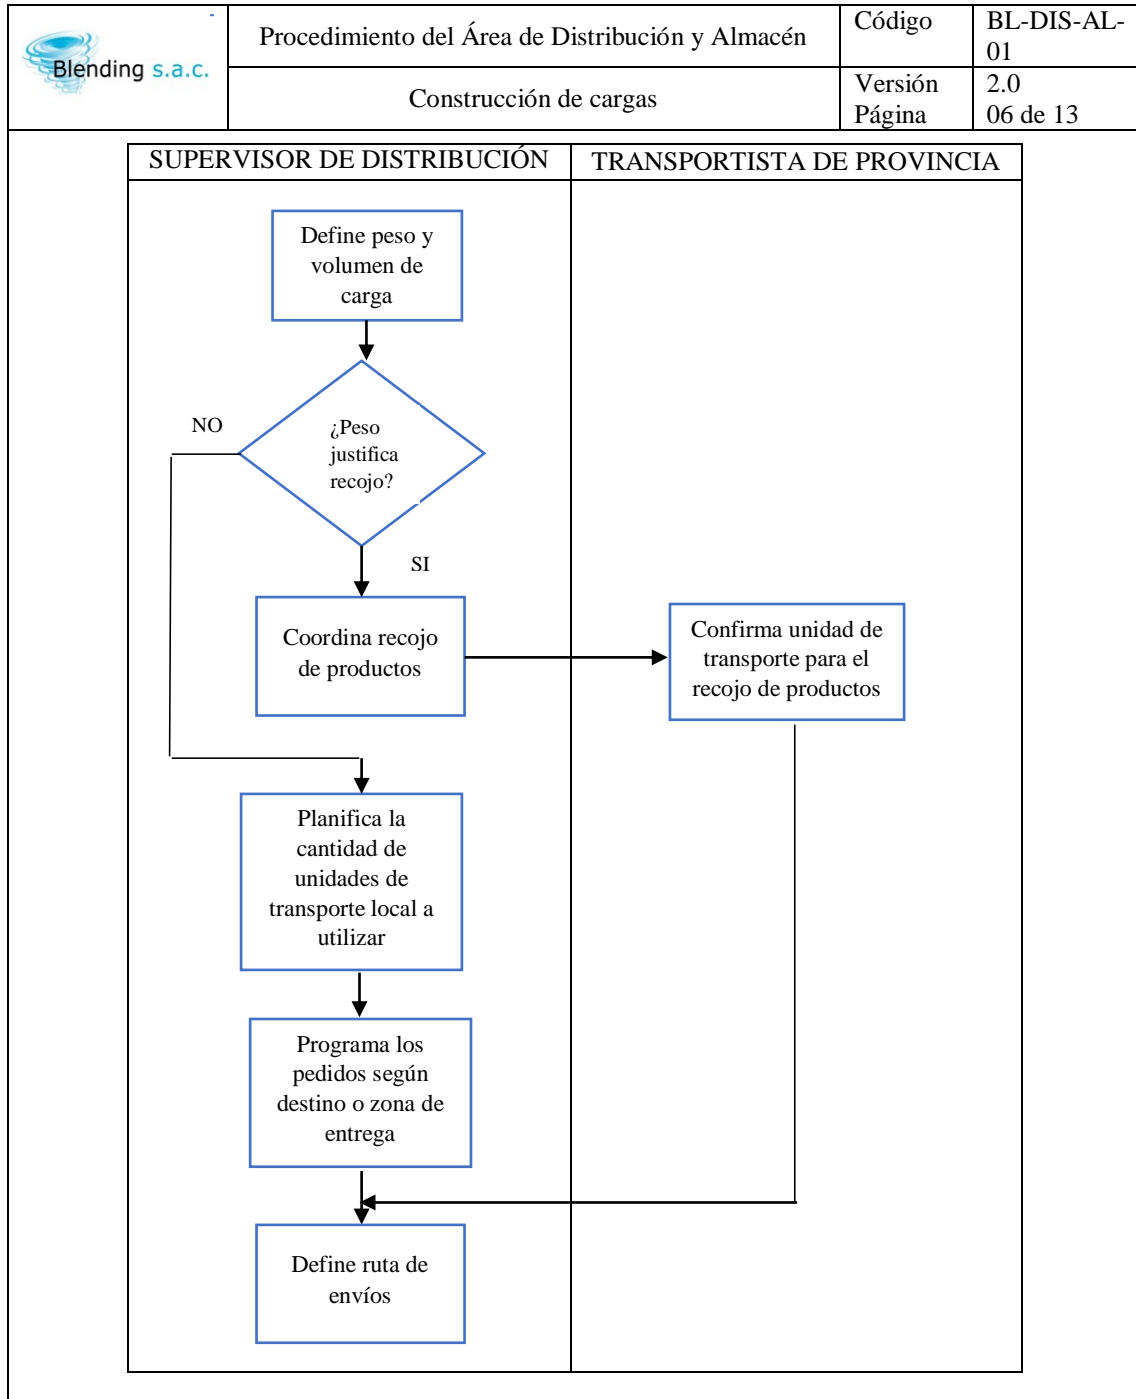 Blending s.a.c.
Procedimiento del Área de Distribución y Almacén
Código
BL-DIS-AL-
01
Construcción de cargas
Versión
2.0
Página
06 de 13
SUPERVISOR DE DISTRIBUCIÓN
TRANSPORTISTA DE PROVINCIA
Define peso y
volumen de
carga
NO
¿Peso
justifica
recojo?
SI
Coordina recojo
de productos
Confirma unidad de
transporte para el
recojo de productos
Planifica la
cantidad de
unidades de
transporte local a
utilizar
Programa los
pedidos según
destino o zona de
entrega
Define ruta de
envíos